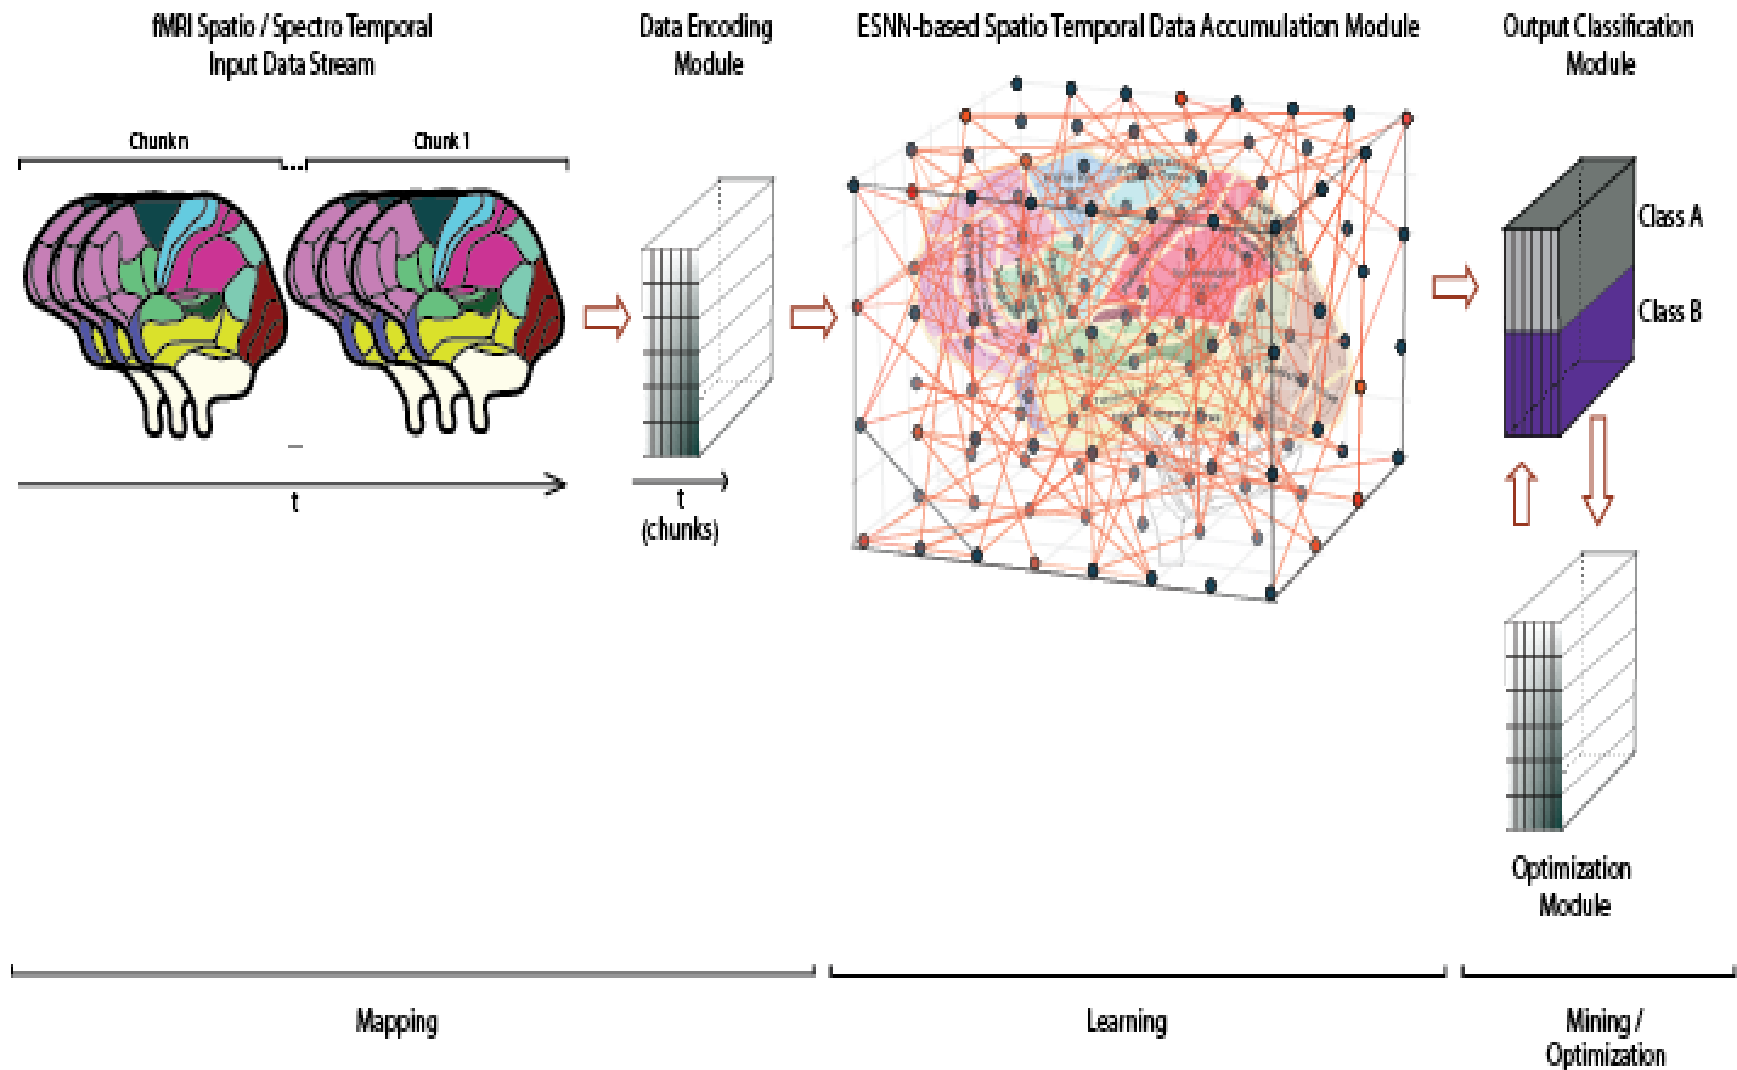 fMRI Spatio / Spectro Temporal
Input Data Stream
Data Encoding
Module
ESNN-based Spatio Temporal Data Accumulation Module
Output Classification
Module
Chunk n
...
Chunk 1
Class A
Class B
t
t
(chunks)
Optimization
Module
Mapping
Learning
Mining /
Optimization